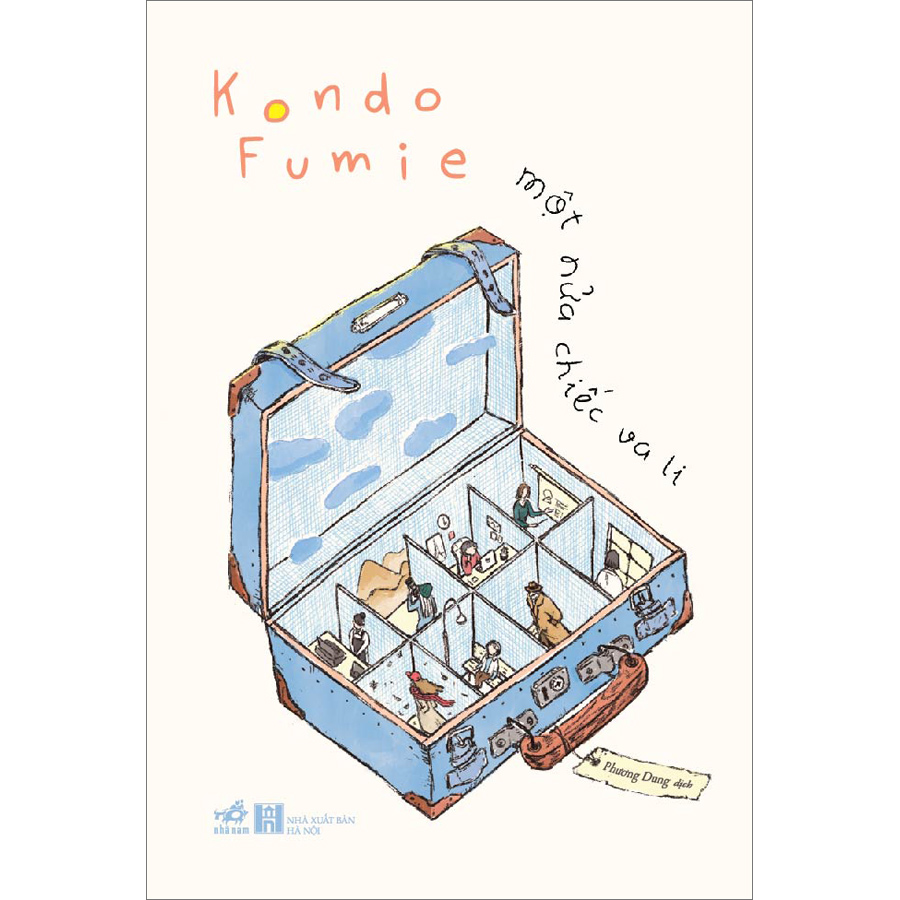 Kondo
Fumie
một nửa chiếc va li
Phương Dung dịch
nhã nam
NHÀ XUẤT BẢN
HÀ NỘI